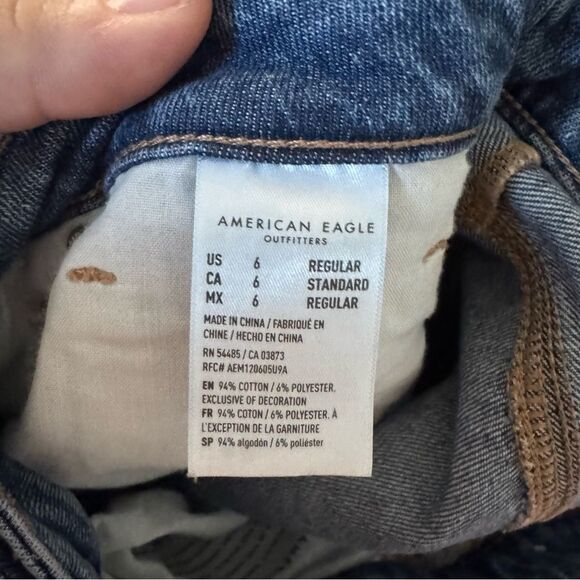 AMERICAN EAGLE
OUTFITTERS
US 6 REGULAR
CA 6 STANDARD
MX 6 REGULAR
MADE IN CHINA / FABRIQUÉ EN
CHINE / HECHO EN CHINA
RN 54485 / CA 03873
RFC# AEM120605U9A
EN 94% COTTON / 6% POLYESTER.
EXCLUSIVE OF DECORATION
FR 94% COTON / 6% POLYESTER. À
L'EXCEPTION DE LA GARNITURE
SP 94% algodón / 6% poliéster